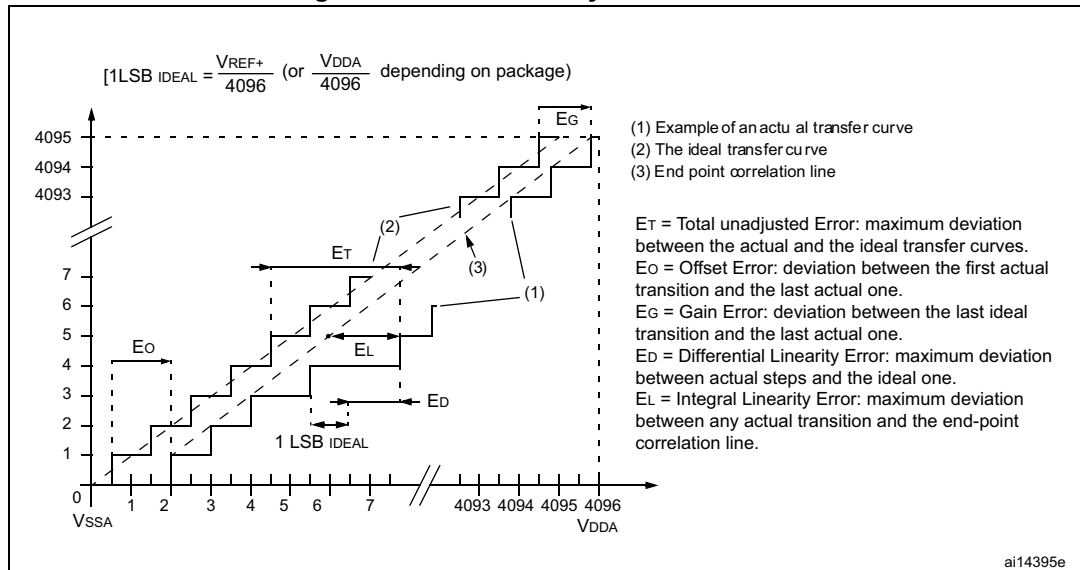 [1LSB IDEAL = VREF+ / 4096 (or VDDA / 4096 depending on package)
EG
4095
4094
4093
7
6
5
4
3
2
1
0
(1) Example of an actu al transfer curve
(2) The ideal transfer cu rve
(3) End point correlation line
ET = Total unadjusted Error: maximum deviation
between the actual and the ideal transfer curves.
EO = Offset Error: deviation between the first actual
transition and the last actual one.
EG = Gain Error: deviation between the last ideal
transition and the last actual one.
ED = Differential Linearity Error: maximum deviation
between actual steps and the ideal one.
EL = Integral Linearity Error: maximum deviation
between any actual transition and the end-point
correlation line.
(2)
ET
(3)
(1)
EO
EL
ED
1 LSB IDEAL
1 2 3 4 5 6 7 4093 4094 4095 4096
VSSA VDDA
ai14395e